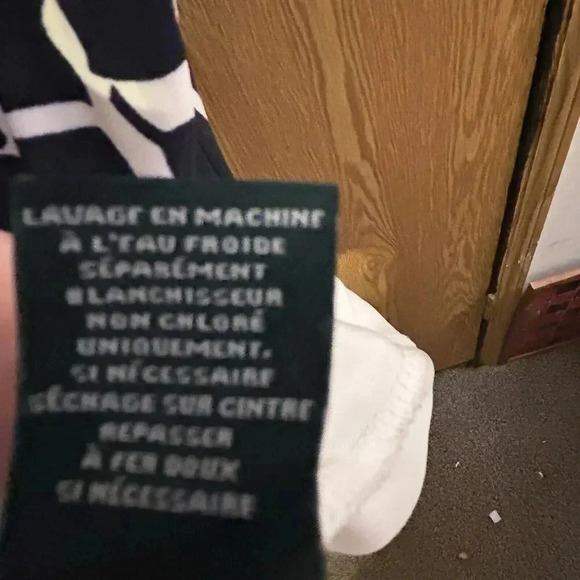 LAVAGE EN MACHINE
À L'EAU FROIDE
SÉPARÉMENT
BLANCHISSEUR
NON CHLORÉ
UNIQUEMENT.
SI NÉCESSAIRE
SÉCHAGE SUR CINTRE
REPASSER
À FER DOUX
SI NÉCESSAIRE